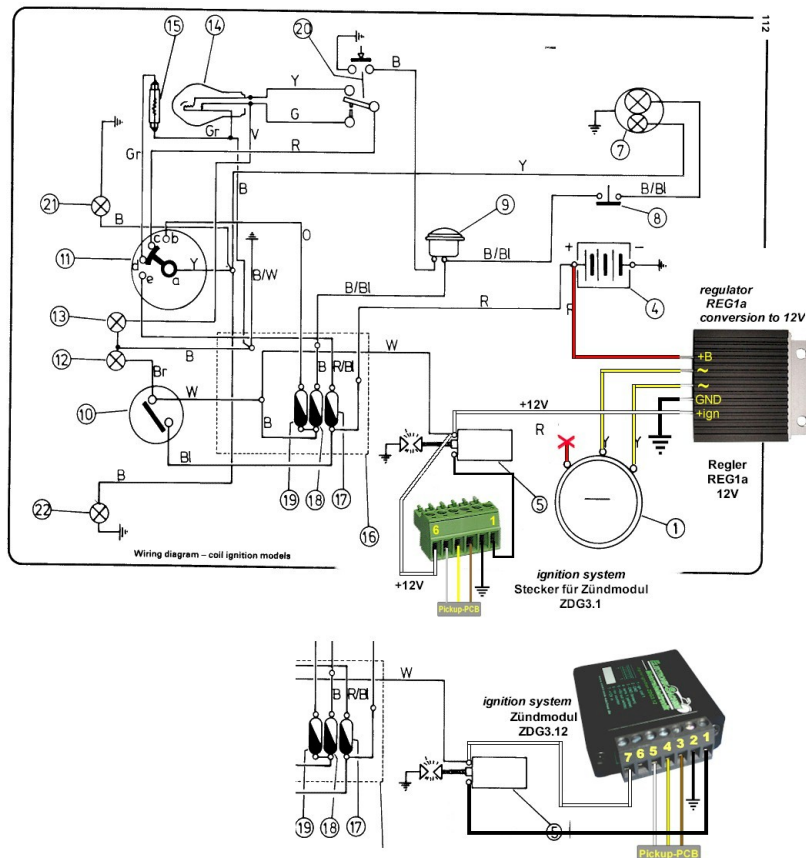 112
15
14
20
Y
B
G
Gr
V
R
Gr
7
Y
21
B
B
9
B/Bl
8
c b
d
e
a
11
Y
O
B/W
B/Bl
B/Bl
+ −
4
R
R
regulator
REG1a
conversion to 12V
13
12
B
Br
W
B
R/Bl
W
+B
~
~
GND
+ign
10
B
Bl
+12V
R
Y
Y
Regler
REG1a
12V
19
18
17
16
5
1
B
22
6
1
Wiring diagram – coil ignition models
+12V
Pickup-PCB
ignition system
Stecker für Zündmodul
ZDG3.1
B
R/Bl
W
ignition system
Zündmodul
ZDG3.12
7 6 5 4 3 2 1
19
18
17
5
Pickup-PCB